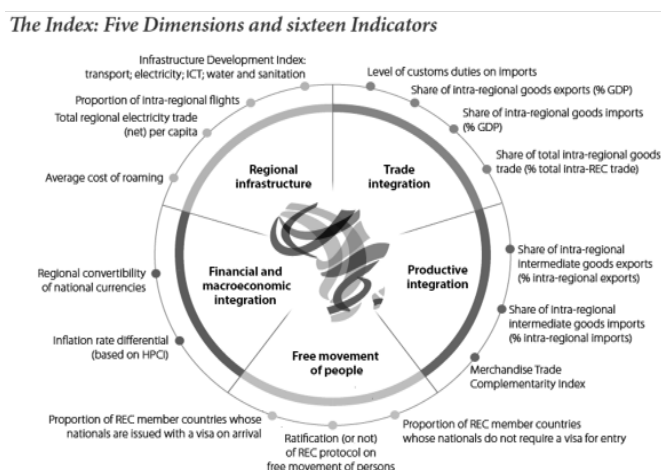 The Index: Five Dimensions and sixteen Indicators
Infrastructure Development Index:
transport; electricity; ICT; water and sanitation
Proportion of intra-regional flights
Total regional electricity trade
(net) per capita
Average cost of roaming
Level of customs duties on imports
Share of intra-regional goods exports (% GDP)
Share of intra-regional goods imports
(% GDP)
Share of total intra-regional goods
trade (% total intra-REC trade)
Regional
infrastructure
Trade
integration
Financial and
macroeconomic
integration
Productive
integration
Free movement
of people
Regional convertibility
of national currencies
Inflation rate differential
(based on HPCI)
Share of intra-regional
intermediate goods exports
(% intra-regional exports)
Share of intra-regional
intermediate goods imports
(% intra-regional imports)
Merchandise Trade
Complementarity Index
Proportion of REC member countries whose
nationals are issued with a visa on arrival
Ratification (or not)
of REC protocol on
free movement of persons
Proportion of REC member countries
whose nationals do not require a visa for entry